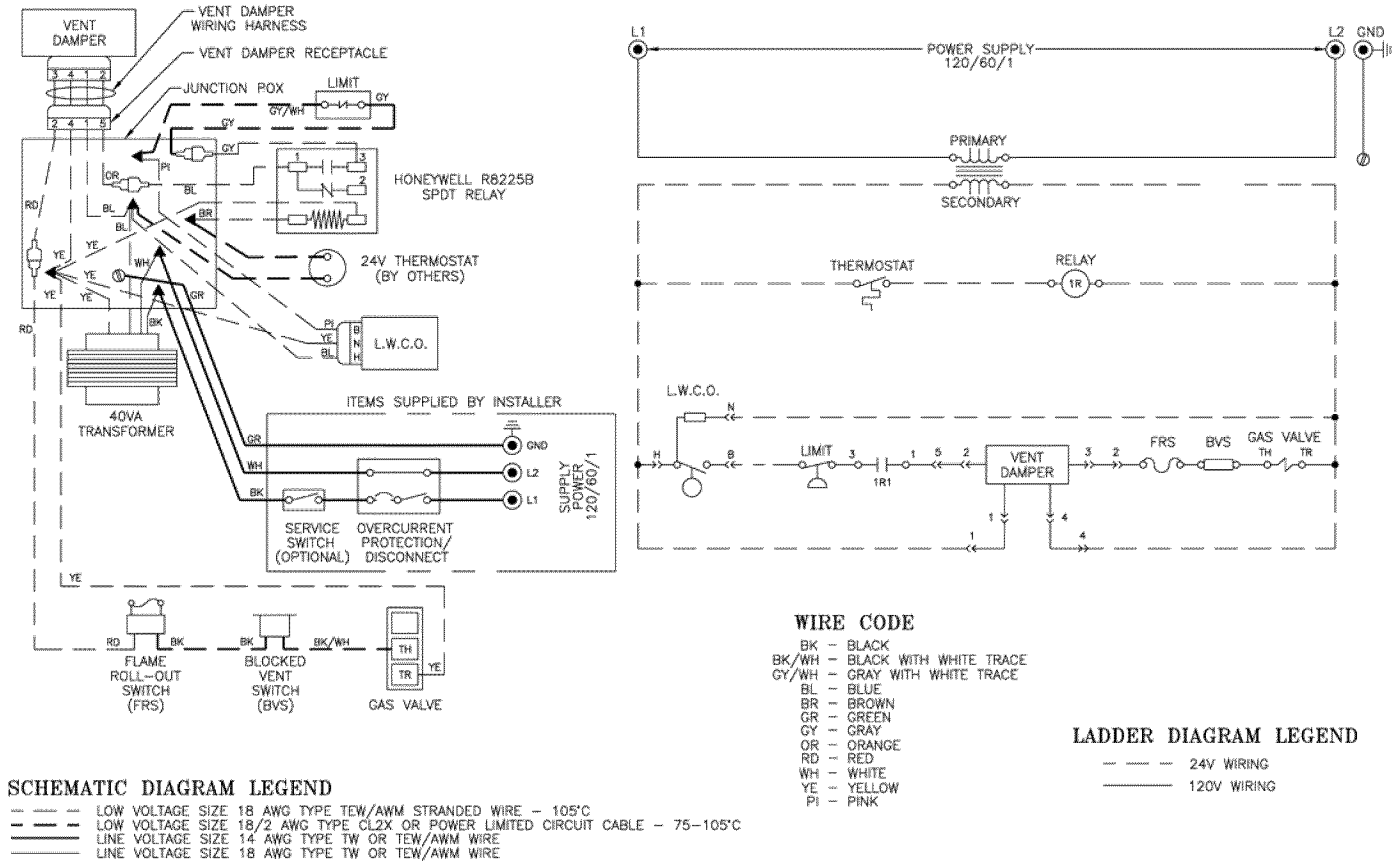 VENT DAMPER
WIRING HARNESS
VENT
DAMPER
VENT DAMPER RECEPTACLE
3 4 1 2
JUNCTION POX
LIMIT
GY/WH
GY
2 4 1 5
GY
GY
PI
1
3
2
OR
BL
HONEYWELL R8225B
SPDT RELAY
RD
BL
BL
BR
YE
YE
WH
YE
24V THERMOSTAT
(BY OTHERS)
YE
YE
GR
RD
BK
PI
YE
BL
B
N
H
L.W.C.O.
40VA
TRANSFORMER
ITEMS SUPPLIED BY INSTALLER
GR
GND
WH
L2
BK
L1
SUPPLY
POWER
120/60/1
SERVICE
SWITCH
(OPTIONAL)
OVERCURRENT
PROTECTION/
DISCONNECT
YE
RD
BK
BK
BK/WH
TH
TR
YE
FLAME
ROLL-OUT
SWITCH
(FRS)
BLOCKED
VENT
SWITCH
(BVS)
GAS VALVE
L1
L2
GND
POWER SUPPLY
120/60/1
PRIMARY
SECONDARY
THERMOSTAT
RELAY
1R
L.W.C.O.
N
H
B
LIMIT
3
1R1
1
5
2
VENT
DAMPER
3
2
FRS
BVS
GAS VALVE
TH
TR
1
4
1
4
WIRE CODE
BK - BLACK
BK/WH - BLACK WITH WHITE TRACE
GY/WH - GRAY WITH WHITE TRACE
BL - BLUE
BR - BROWN
GR - GREEN
GY - GRAY
OR - ORANGE
RD - RED
WH - WHITE
YE - YELLOW
PI - PINK
LADDER DIAGRAM LEGEND
24V WIRING
120V WIRING
SCHEMATIC DIAGRAM LEGEND
LOW VOLTAGE SIZE 18 AWG TYPE TEW/AWM STRANDED WIRE - 105°C
LOW VOLTAGE SIZE 18/2 AWG TYPE CL2X OR POWER LIMITED CIRCUIT CABLE - 75-105°C
LINE VOLTAGE SIZE 14 AWG TYPE TW OR TEW/AWM WIRE
LINE VOLTAGE SIZE 18 AWG TYPE TW OR TEW/AWM WIRE